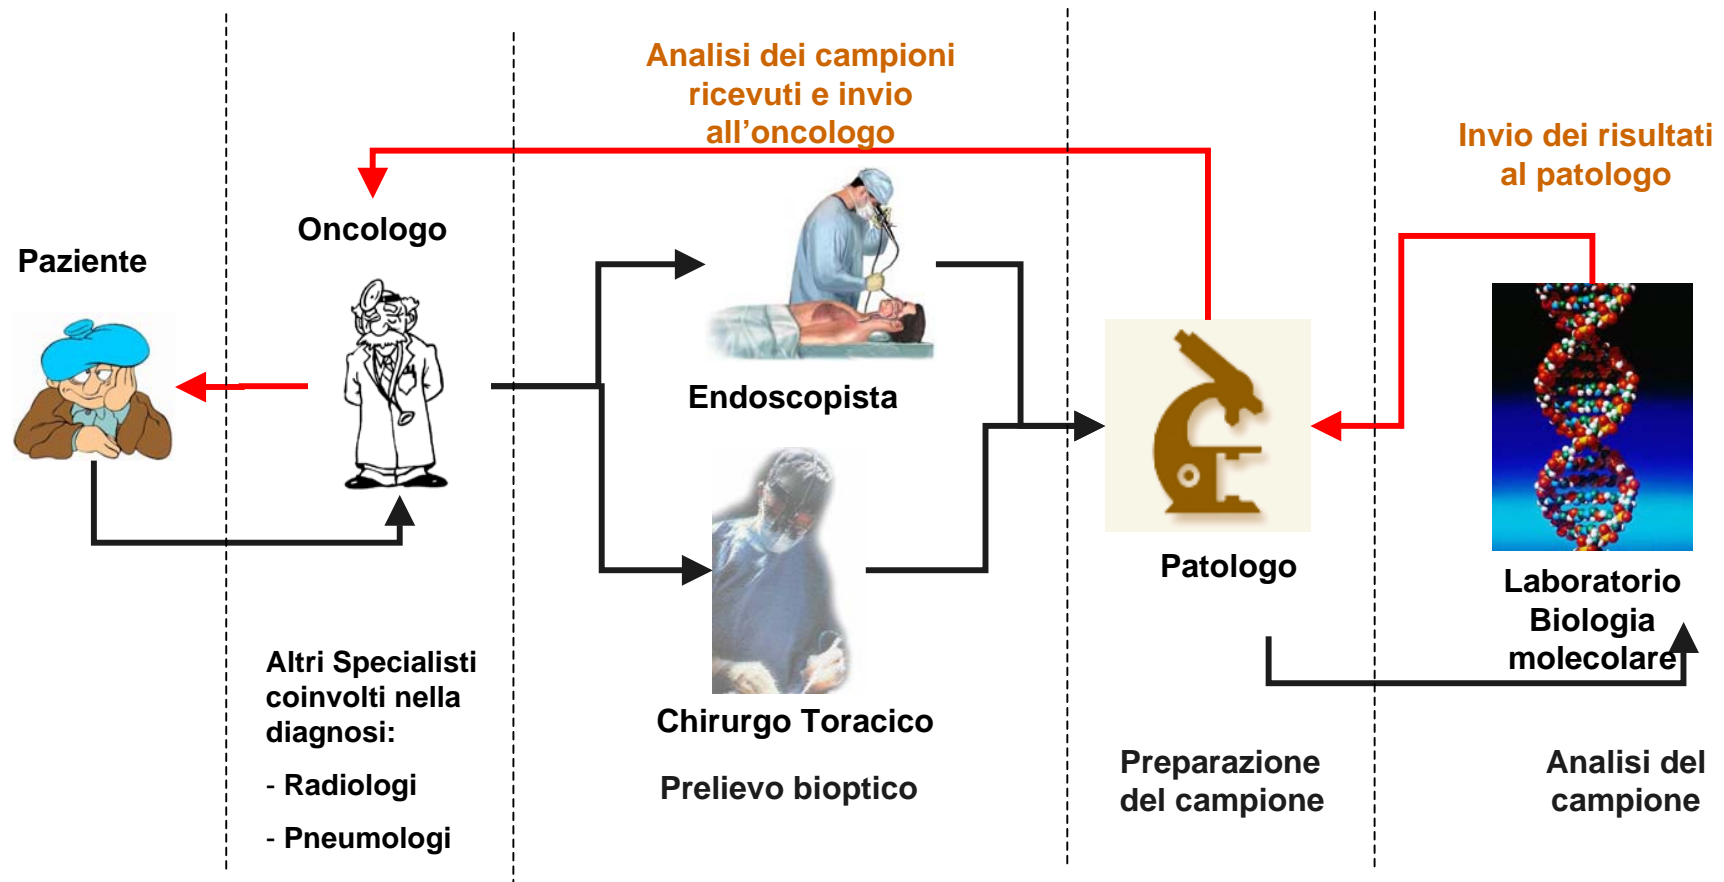 Analisi dei campioni
ricevuti e invio
all’oncologo
Invio dei risultati
al patologo
Oncologo
Paziente
Endoscopista
Patologo
Laboratorio
Biologia
molecolare
Altri Specialisti
coinvolti nella
diagnosi:
- Radiologi
- Pneumologi
Chirurgo Toracico
Prelievo bioptico
Preparazione
del campione
Analisi del
campione